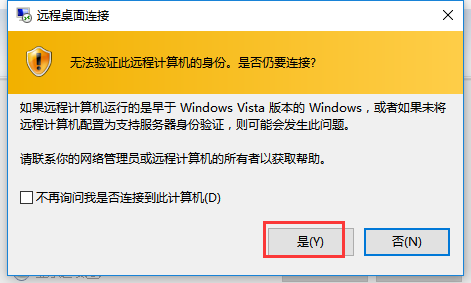 远程桌面连接
无法验证此远程计算机的身份。是否仍要连接?
如果远程计算机运行的是早于 Windows Vista 版本的 Windows，或者如果未将
远程计算机配置为支持服务器身份验证，则可能会发生此问题。
请联系你的网络管理员或远程计算机的所有者以获取帮助。
不再询问我是否连接到此计算机(D)
是(Y)
否(N)